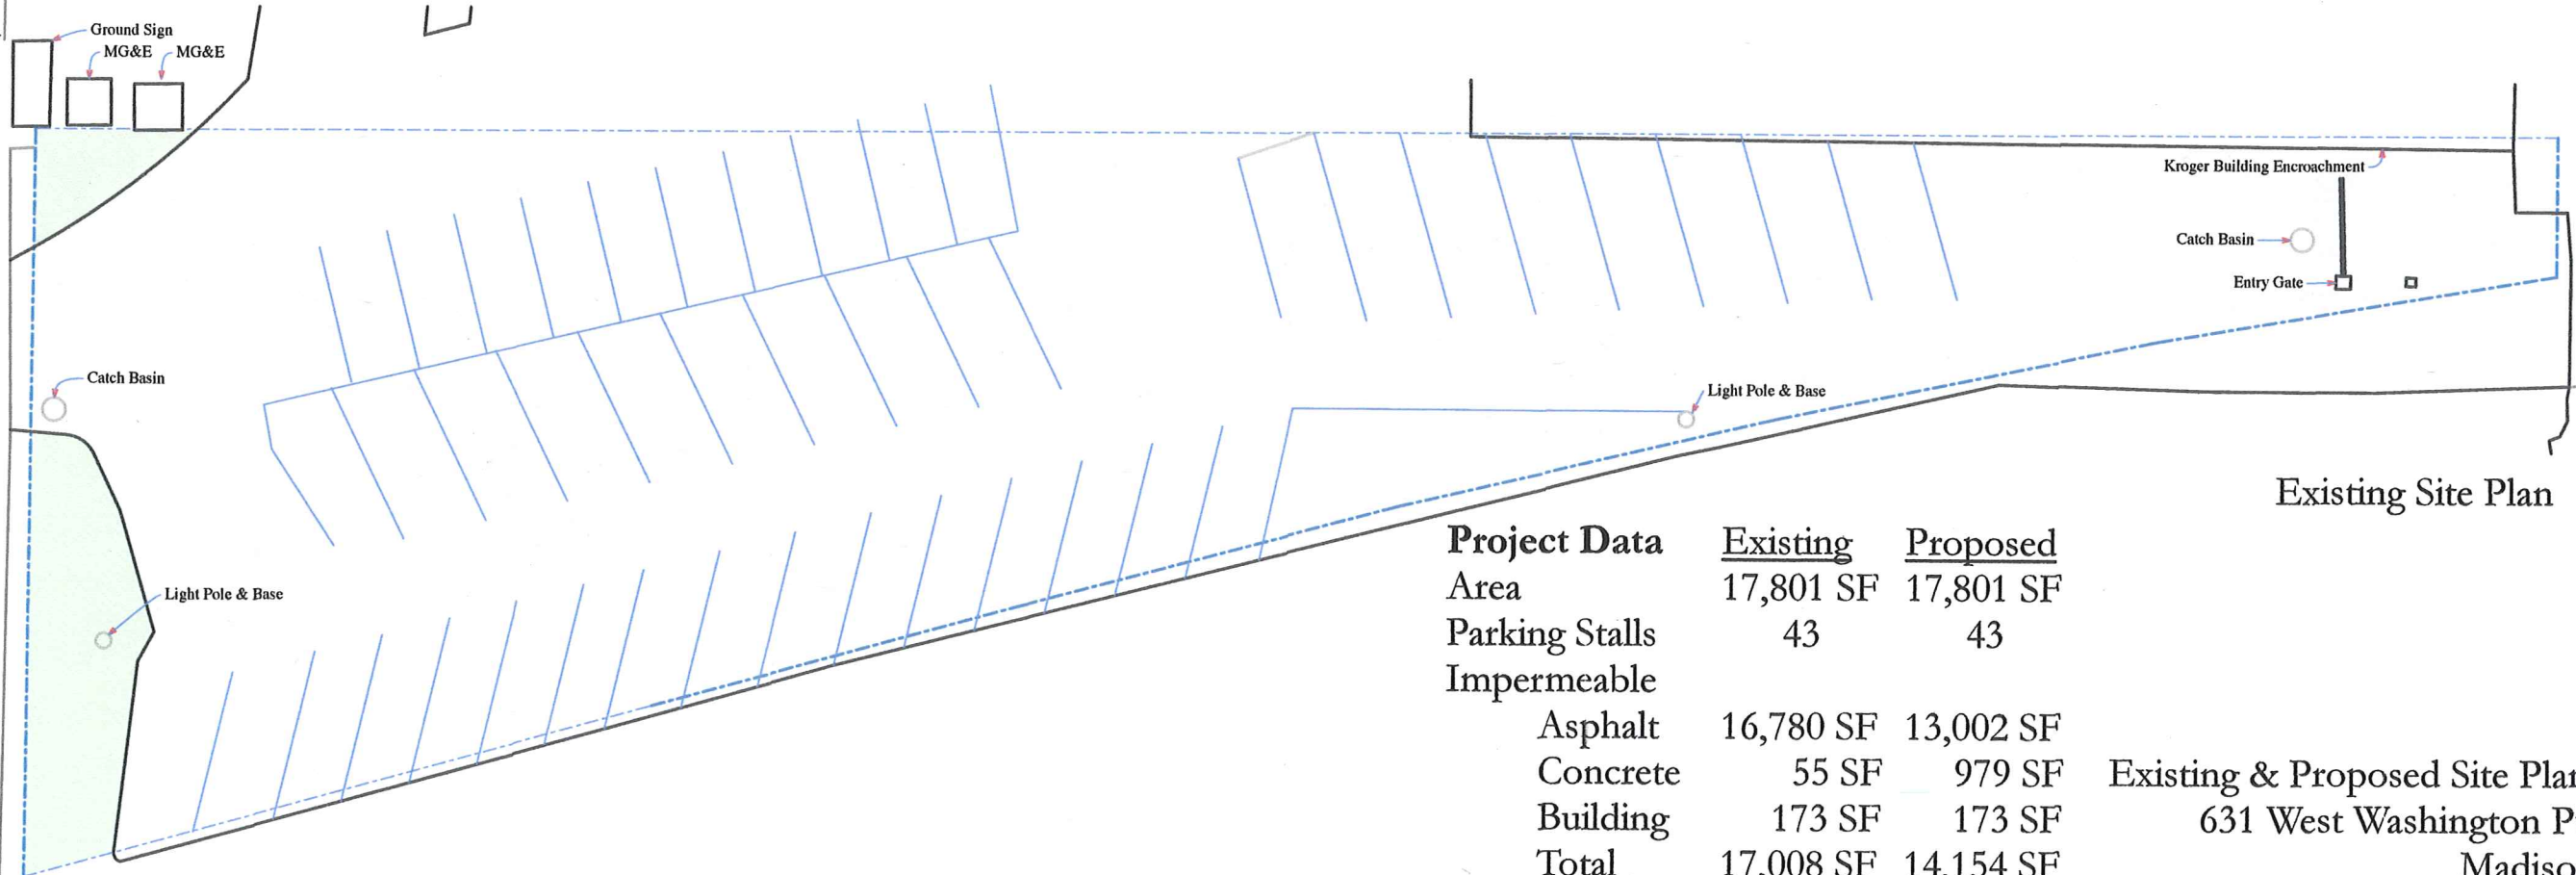 Ground Sign
MG&E MG&E
Kroger Building Encroachment
Catch Basin
Entry Gate
Catch Basin
Light Pole & Base
Light Pole & Base
Existing Site Plan
Project Data Existing Proposed
Area 17,801 SF 17,801 SF
Parking Stalls 43 43
Impermeable
Asphalt 16,780 SF 13,002 SF
Concrete 55 SF 979 SF
Building 173 SF 173 SF
Total 17,008 SF 14,154 SF
Existing & Proposed Site Plan
631 West Washington P
Madiso